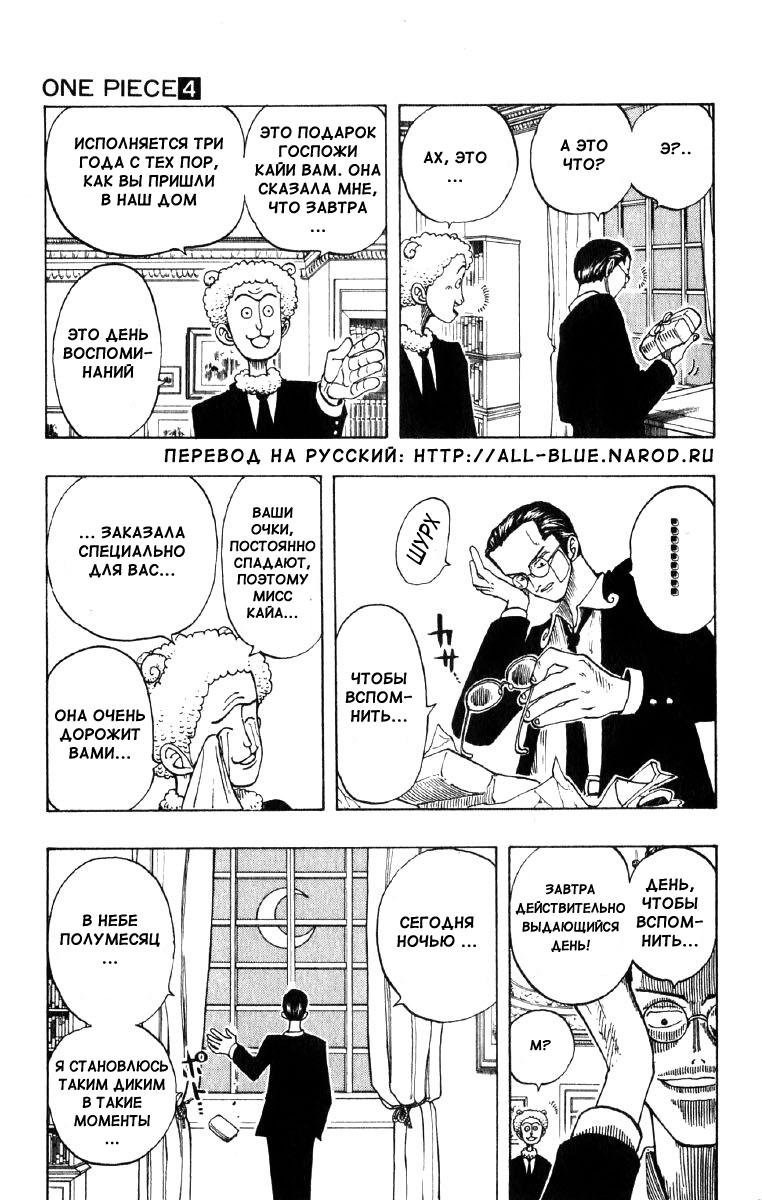 ONE PIECE 4
Э?..
А ЭТО
ЧТО?
АХ, ЭТО
...
ЭТО ПОДАРОК
ГОСПОЖИ
КАЙИ ВАМ. ОНА
СКАЗАЛА МНЕ,
ЧТО ЗАВТРА
...
ИСПОЛНЯЕТСЯ ТРИ
ГОДА С ТЕХ ПОР,
КАК ВЫ ПРИШЛИ
В НАШ ДОМ
ЭТО ДЕНЬ
ВОСПОМИ-
НАНИЙ
ПЕРЕВОД НА РУССКИЙ: HTTP://ALL-BLUE.NAROD.RU
ШУРХ
ЧТОБЫ
ВСПОМ-
НИТЬ...
ВАШИ
ОЧКИ,
ПОСТОЯННО
СПАДАЮТ,
ПОЭТОМУ
МИСС
КАЙА...
... ЗАКАЗАЛА
СПЕЦИАЛЬНО
ДЛЯ ВАС...
ОНА ОЧЕНЬ
ДОРОЖИТ
ВАМИ...
ДЕНЬ,
ЧТОБЫ
ВСПОМ-
НИТЬ...
ЗАВТРА
ДЕЙСТВИТЕЛЬНО
ВЫДАЮЩИЙСЯ
ДЕНЬ!
М?
СЕГОДНЯ
НОЧЬЮ ...
В НЕБЕ
ПОЛУМЕСЯЦ
...
Я СТАНОВЛЮСЬ
ТАКИМ ДИКИМ
В ТАКИЕ
МОМЕНТЫ
...